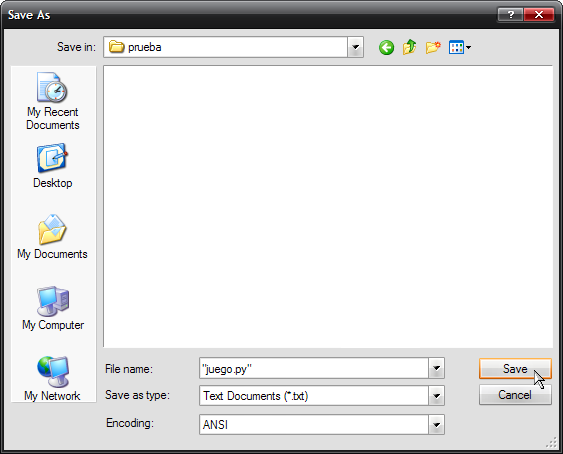 Save As
Save in:
prueba
My Recent
Documents
Desktop
My Documents
My Computer
My Network
File name:
"juego.py"
Save
Save as type:
Text Documents (*.txt)
Cancel
Encoding:
ANSI